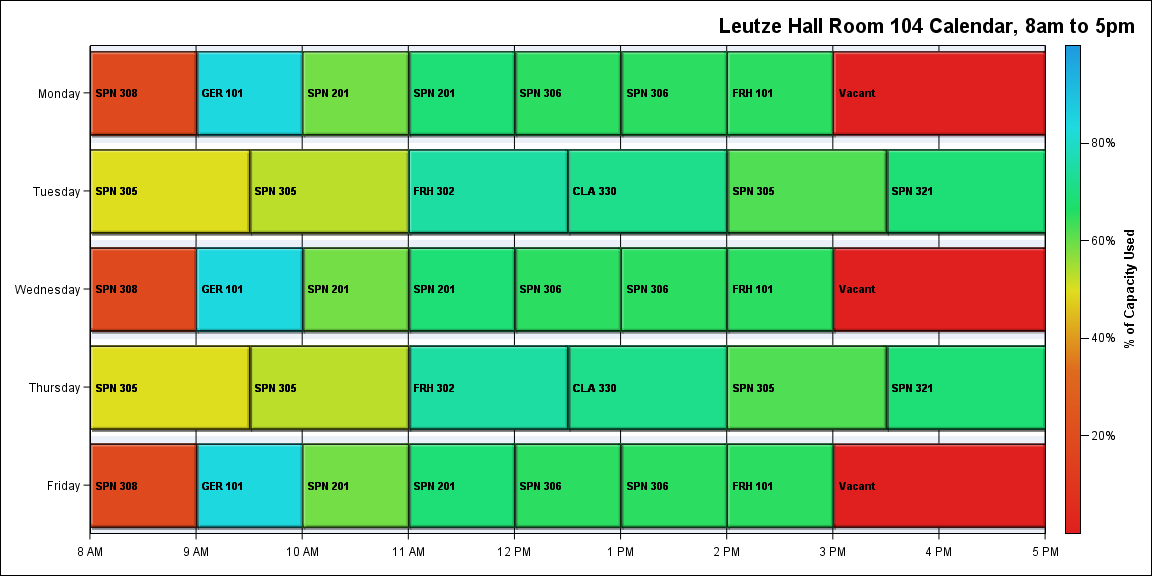 Leutze Hall Room 104 Calendar, 8am to 5pm
Monday
SPN 308
GER 101
SPN 201
SPN 201
SPN 306
SPN 306
FRH 101
Vacant
Tuesday
SPN 305
SPN 305
FRH 302
CLA 330
SPN 305
SPN 321
Wednesday
SPN 308
GER 101
SPN 201
SPN 201
SPN 306
SPN 306
FRH 101
Vacant
Thursday
SPN 305
SPN 305
FRH 302
CLA 330
SPN 305
SPN 321
Friday
SPN 308
GER 101
SPN 201
SPN 201
SPN 306
SPN 306
FRH 101
Vacant
8 AM
9 AM
10 AM
11 AM
12 PM
1 PM
2 PM
3 PM
4 PM
5 PM
80%
60%
40%
20%
% of Capacity Used